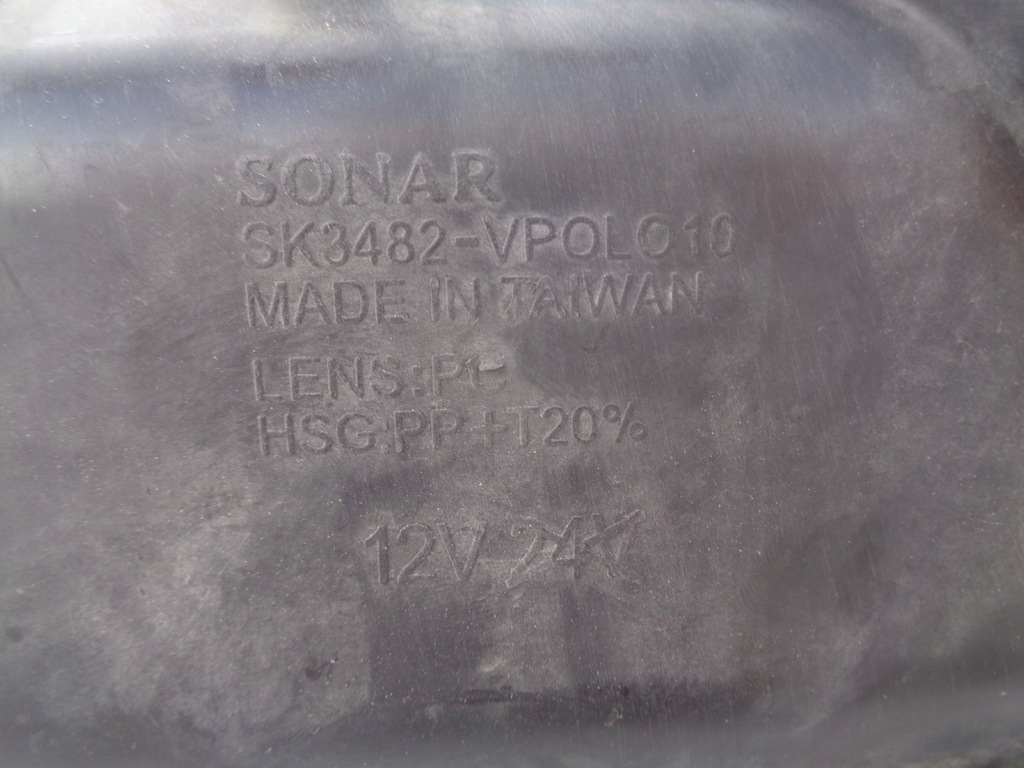 SONAR
SK3482-VPOLO10
MADE IN TAIWAN
LENS:PC
HSG:PP+T20%
12V 24V